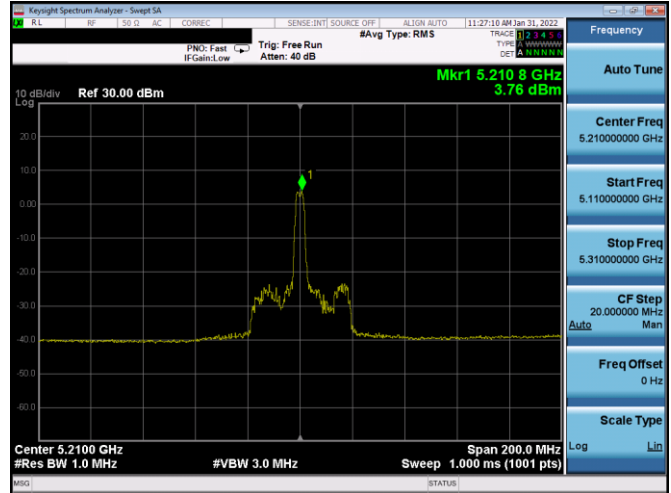 Keysight Spectrum Analyzer - Swept SA
LXI RL RF 50 Ω AC CORREC SENSE:INT SOURCE OFF ALIGN AUTO 11:27:10 AM Jan 31, 2022
#Avg Type: RMS
TRACE 1 2 3 4 5 6
TYPE A WWWWW
DET A N N N N N
PNO: Fast
IFGain:Low
Trig: Free Run
Atten: 40 dB
Mkr1 5.210 8 GHz
3.76 dBm
10 dB/div Ref 30.00 dBm
Log
20.0
10.0
0.00
-10.0
-20.0
-30.0
-40.0
-50.0
-60.0
1
Center 5.2100 GHz
Span 200.0 MHz
#Res BW 1.0 MHz
#VBW 3.0 MHz
Sweep 1.000 ms (1001 pts)
MSG
STATUS
Frequency
Auto Tune
Center Freq
5.210000000 GHz
Start Freq
5.110000000 GHz
Stop Freq
5.310000000 GHz
CF Step
20.000000 MHz
Auto Man
Freq Offset
0 Hz
Scale Type
Log Lin